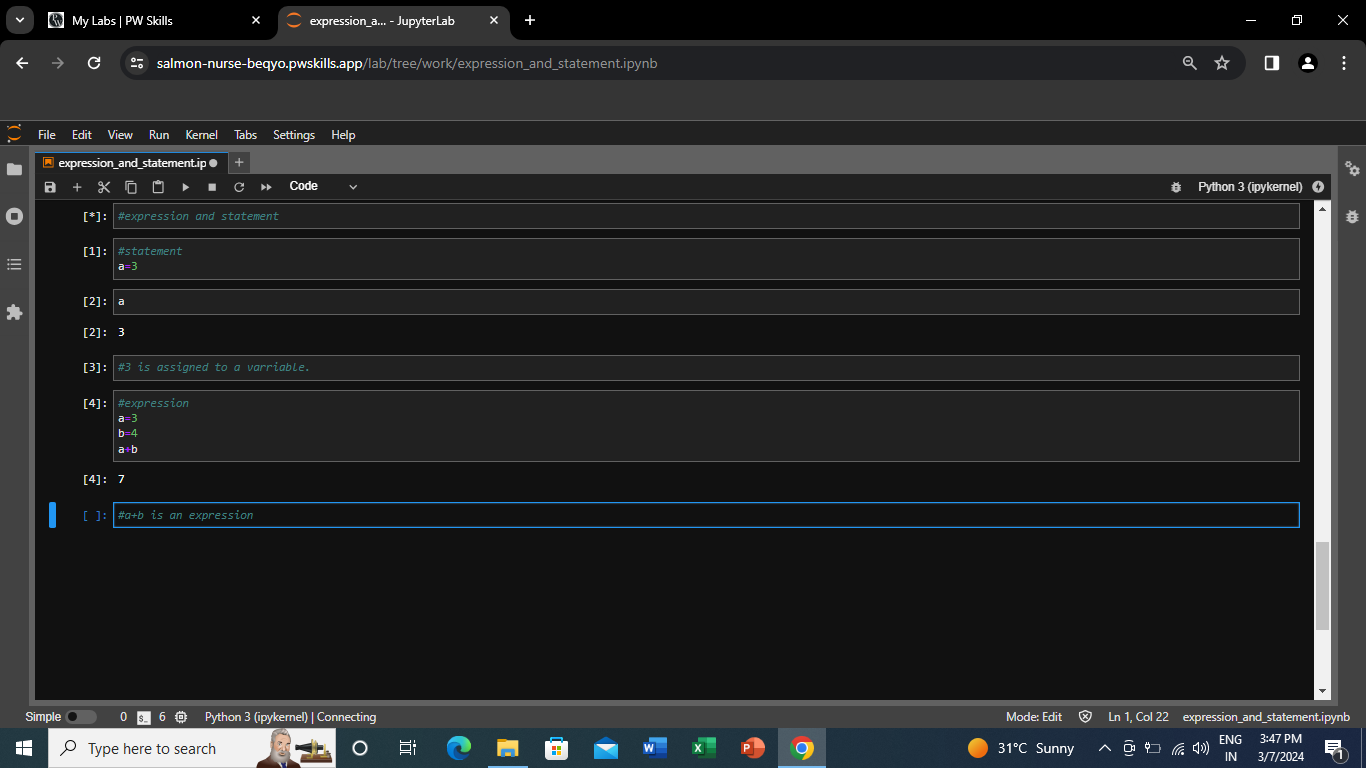 My Labs | PW Skills
expression_a... - JupyterLab
salmon-nurse-beqyo.pwskills.app/lab/tree/work/expression_and_statement.ipynb
File Edit View Run Kernel Tabs Settings Help
expression_and_statement.ip
Code
Python 3 (ipykernel)
[*]: #expression and statement
[1]: #statement
a=3
[2]: a
[2]: 3
[3]: #3 is assigned to a varriable.
[4]: #expression
a=3
b=4
a+b
[4]: 7
[ ]: #a+b is an expression
Simple 0 $_ 6 Python 3 (ipykernel) | Connecting Mode: Edit Ln 1, Col 22 expression_and_statement.ipynb
Type here to search
31°C Sunny
ENG
IN
3:47 PM
3/7/2024
1